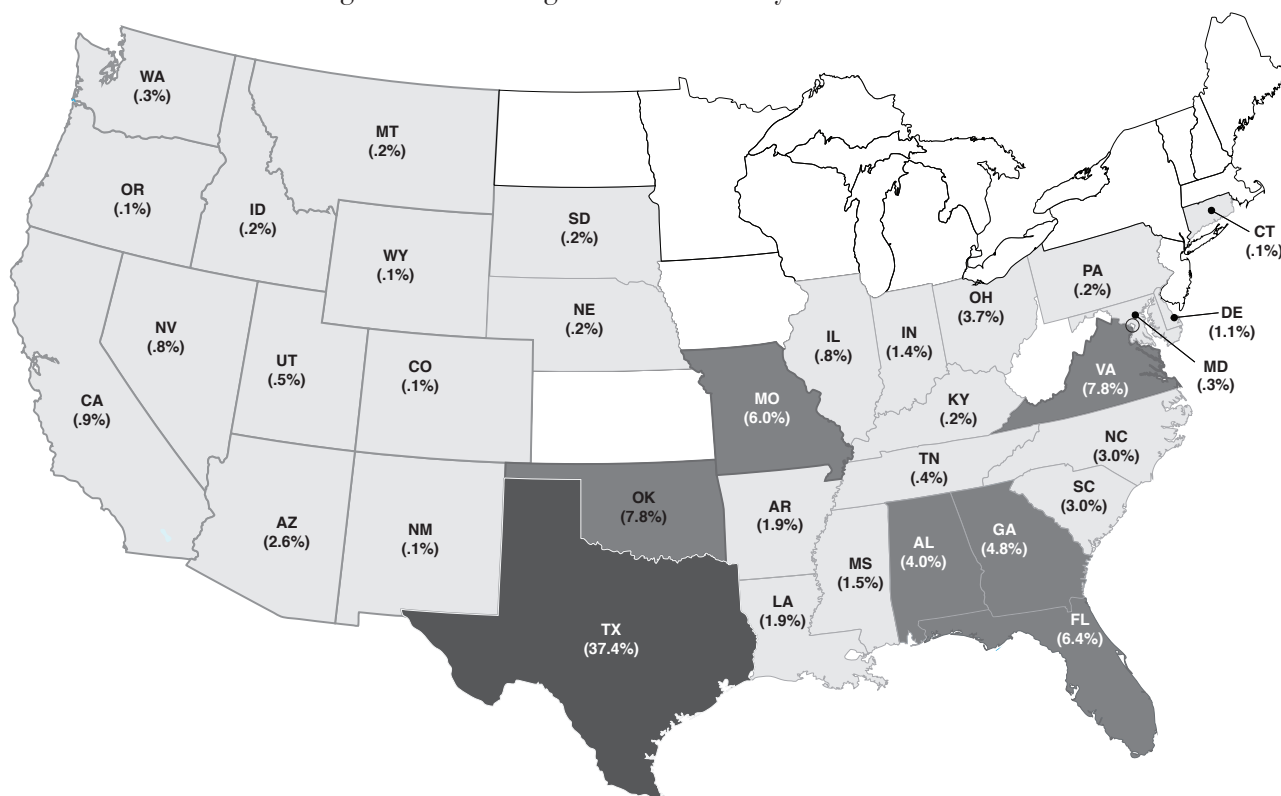 WA
(.3%)
MT
(.2%)
OR
(.1%)
ID
(.2%)
SD
(.2%)
WY
(.1%)
NE
(.2%)
CT
(.1%)
PA
(.2%)
OH
(3.7%)
DE
(1.1%)
MD
(.3%)
NV
(.8%)
UT
(.5%)
CO
(.1%)
CA
(.9%)
IL
(.8%)
IN
(1.4%)
VA
(7.8%)
MO
(6.0%)
KY
(.2%)
NC
(3.0%)
TN
(.4%)
SC
(3.0%)
AZ
(2.6%)
NM
(.1%)
OK
(7.8%)
AR
(1.9%)
MS
(1.5%)
AL
(4.0%)
GA
(4.8%)
LA
(1.9%)
TX
(37.4%)
FL
(6.4%)